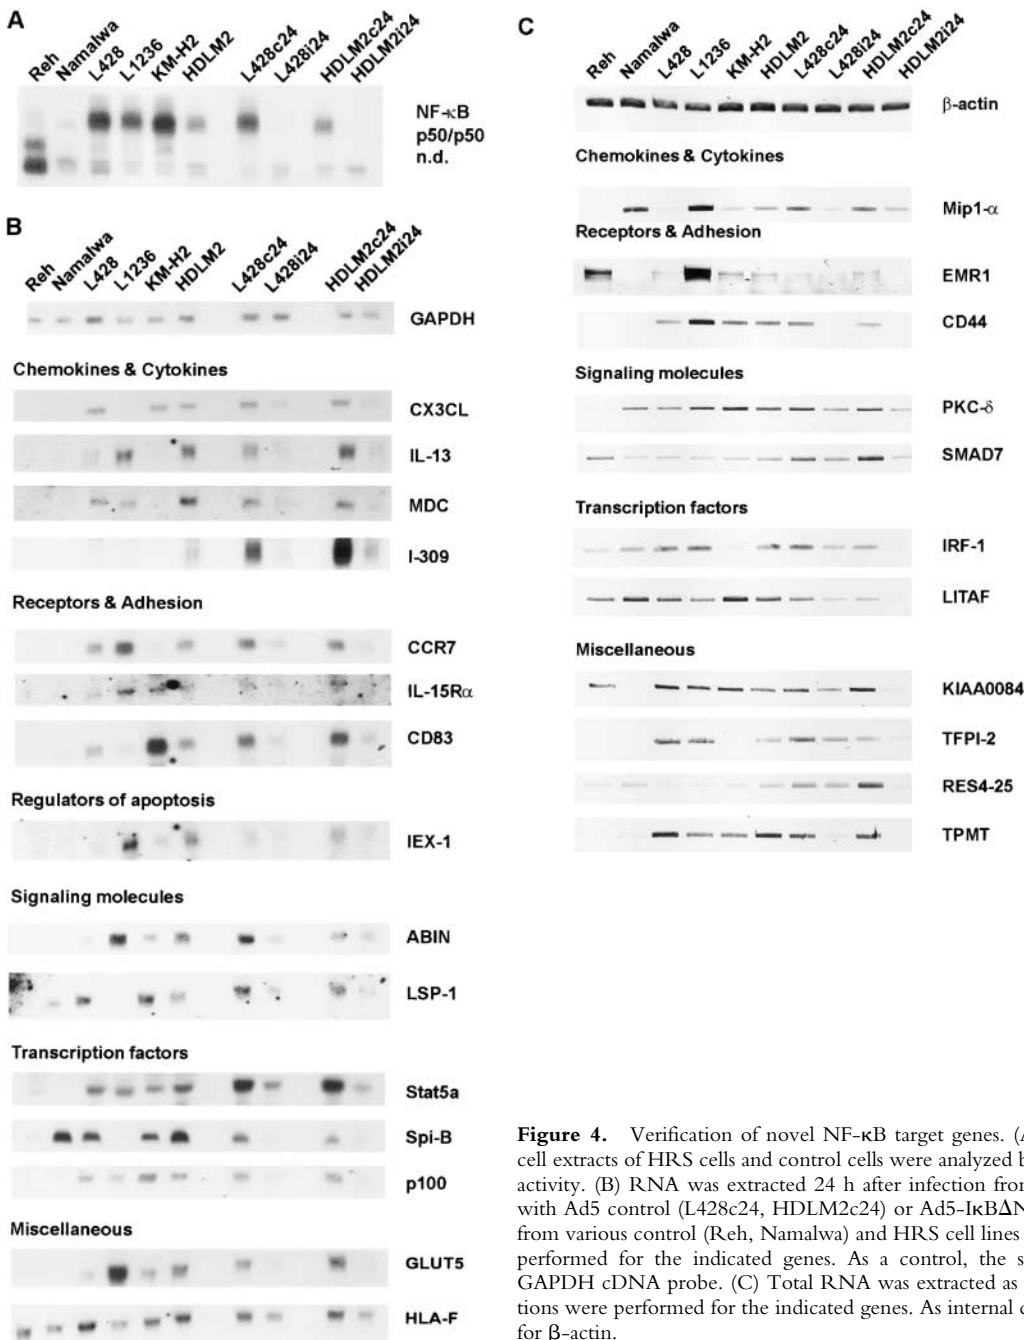 A
Reh Namalwa L428 L1236 KM-H2 HDLM2 L428c24 L428i24 HDLM2c24 HDLM2i24
NF-κB
p50/p50
n.d.
B
Reh Namalwa L428 L1236 KM-H2 HDLM2 L428c24 L428i24 HDLM2c24 HDLM2i24
GAPDH
Chemokines & Cytokines
CX3CL
IL-13
MDC
I-309
Receptors & Adhesion
CCR7
IL-15Rα
CD83
Regulators of apoptosis
IEX-1
Signaling molecules
ABIN
LSP-1
Transcription factors
Stat5a
Spi-B
p100
Miscellaneous
GLUT5
HLA-F
C
Reh Namalwa L428 L1236 KM-H2 HDLM2 L428c24 L428i24 HDLM2c24 HDLM2i24
β-actin
Chemokines & Cytokines
Mip1-α
Receptors & Adhesion
EMR1
CD44
Signaling molecules
PKC-δ
SMAD7
Transcription factors
IRF-1
LITAF
Miscellaneous
KIAA0084
TFPI-2
RES4-25
TPMT
Figure 4. Verification of novel NF-κB target genes. (A
cell extracts of HRS cells and control cells were analyzed b
activity. (B) RNA was extracted 24 h after infection from
with Ad5 control (L428c24, HDLM2c24) or Ad5-IκBΔN
from various control (Reh, Namalwa) and HRS cell lines
performed for the indicated genes. As a control, the s
GAPDH cDNA probe. (C) Total RNA was extracted as
tions were performed for the indicated genes. As internal c
for β-actin.